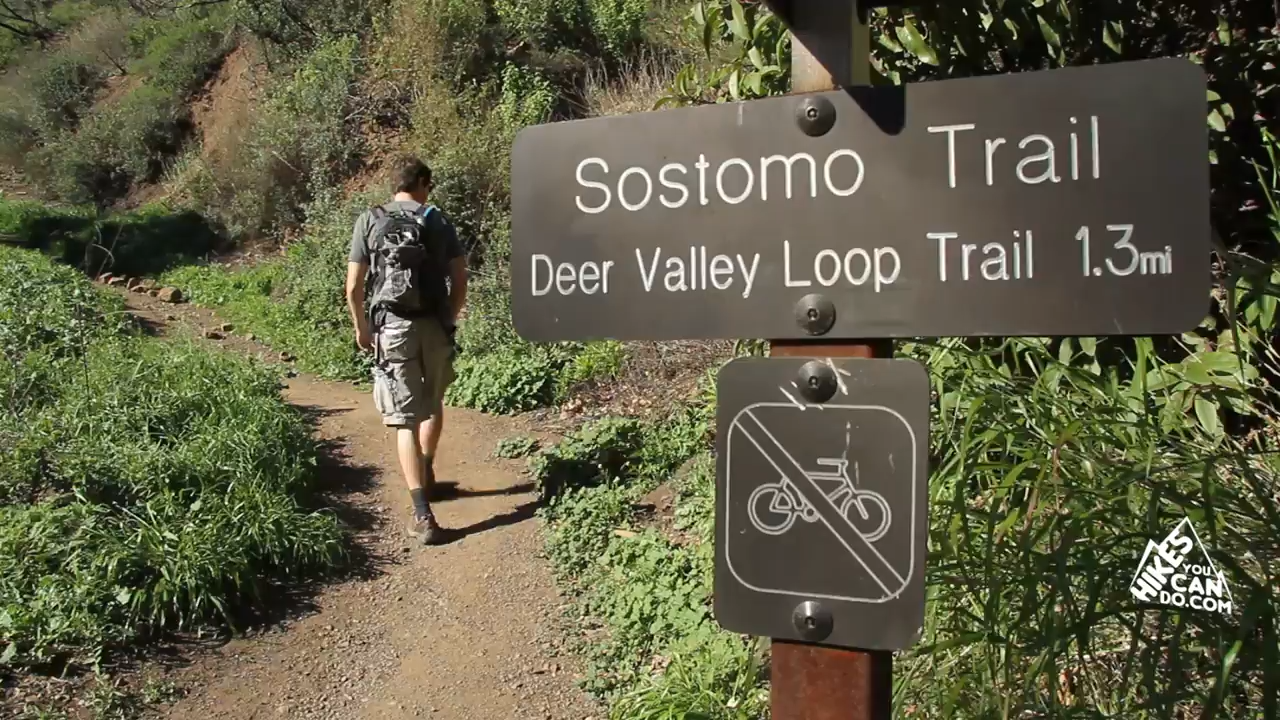 Sostomo Trail
Deer Valley Loop Trail 1.3mi
HIKES
YOU
CAN
DO.COM